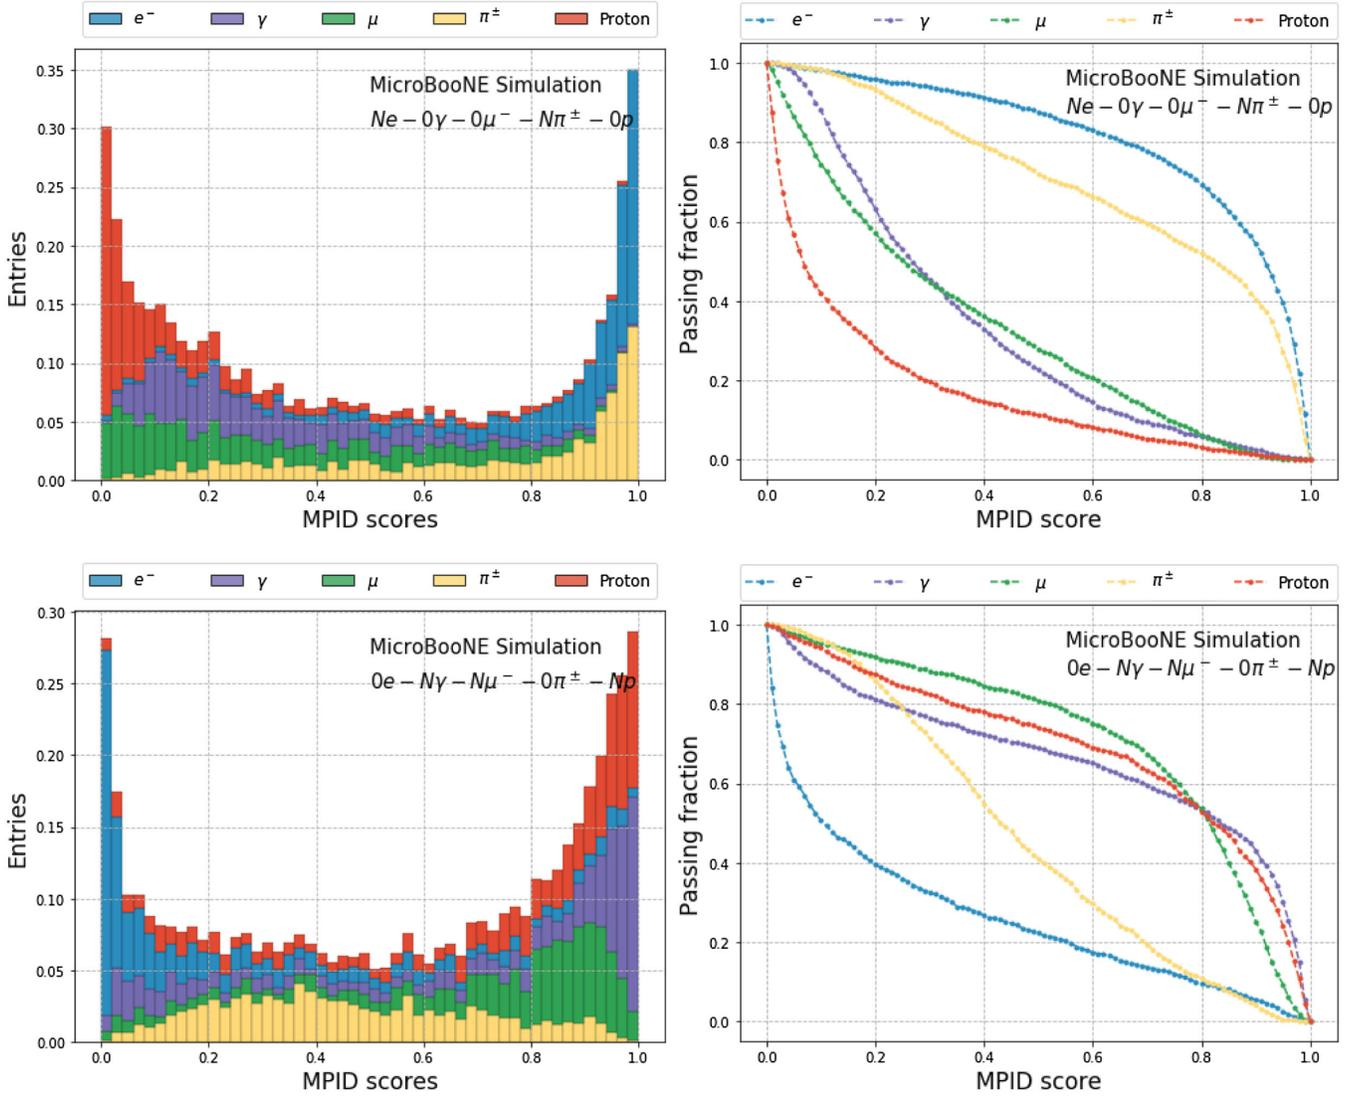 e⁻ γ μ π± Proton
MicroBooNE Simulation
Ne − 0γ − 0μ⁻ − Nπ± − 0p
Entries
0.35
0.30
0.25
0.20
0.15
0.10
0.05
0.00
0.0 0.2 0.4 0.6 0.8 1.0
MPID scores
e⁻ γ μ π± Proton
MicroBooNE Simulation
Ne − 0γ − 0μ⁻ − Nπ± − 0p
Passing fraction
1.0
0.8
0.6
0.4
0.2
0.0
0.0 0.2 0.4 0.6 0.8 1.0
MPID score
e⁻ γ μ π± Proton
MicroBooNE Simulation
0e − Nγ − Nμ⁻ − 0π± − Np
Entries
0.30
0.25
0.20
0.15
0.10
0.05
0.00
0.0 0.2 0.4 0.6 0.8 1.0
MPID scores
e⁻ γ μ π± Proton
MicroBooNE Simulation
0e − Nγ − Nμ⁻ − 0π± − Np
Passing fraction
1.0
0.8
0.6
0.4
0.2
0.0
0.0 0.2 0.4 0.6 0.8 1.0
MPID score